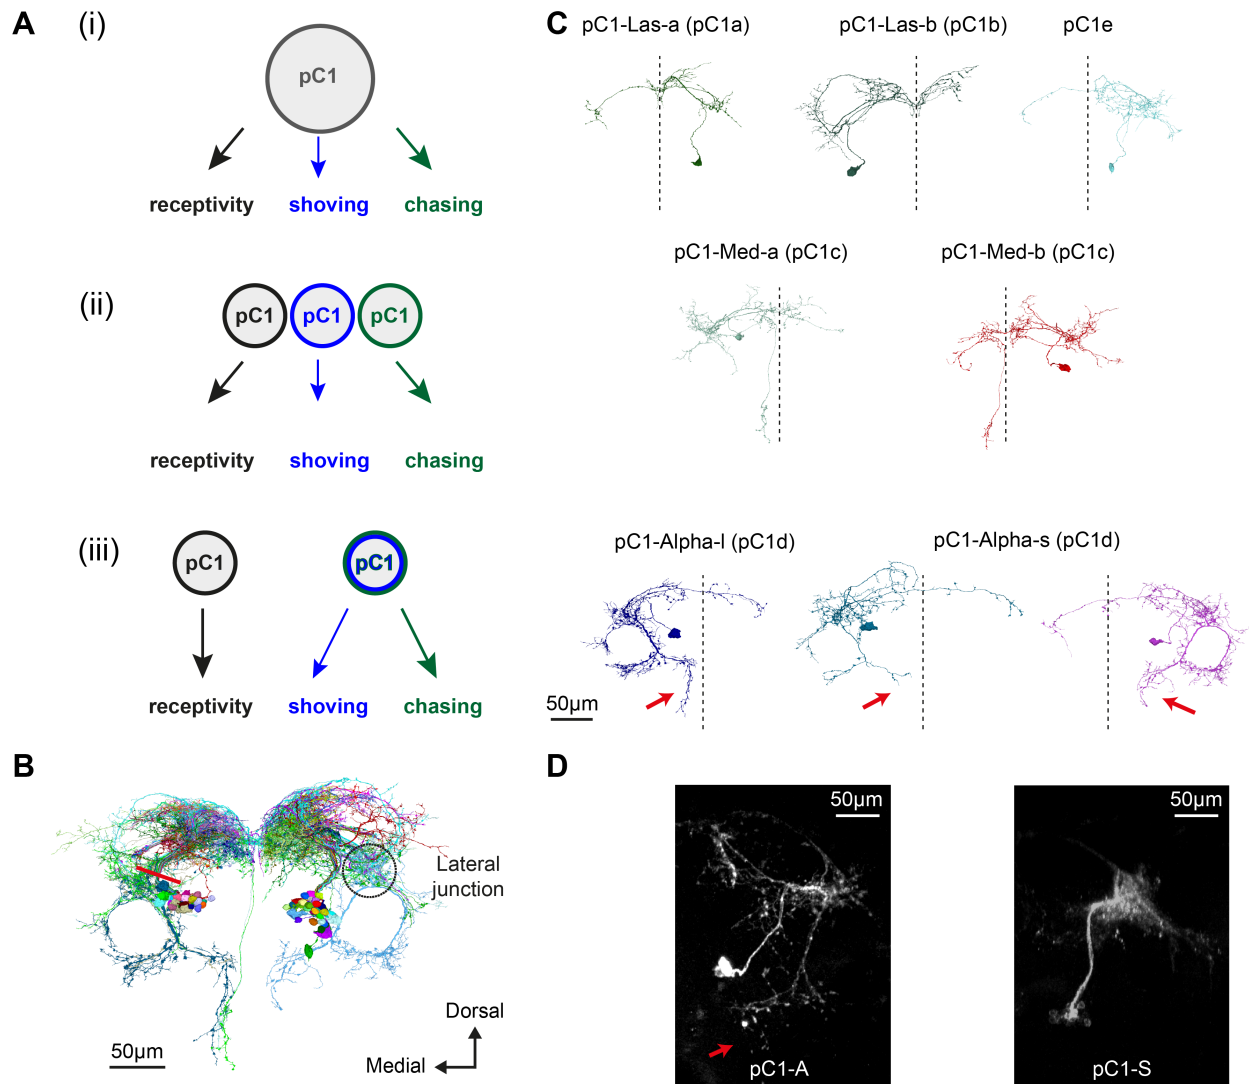 A
(i)
pC1
receptivity shoving chasing
(ii)
pC1 pC1 pC1
receptivity shoving chasing
(iii)
pC1 pC1
receptivity shoving chasing
B
Lateral
junction
Dorsal
Medial
50μm
C
pC1-Las-a (pC1a) pC1-Las-b (pC1b) pC1e
pC1-Med-a (pC1c) pC1-Med-b (pC1c)
pC1-Alpha-l (pC1d) pC1-Alpha-s (pC1d)
50μm
D
50μm 50μm
pC1-A pC1-S